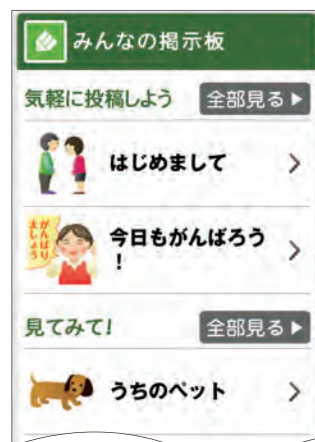 みんなの掲示板
気軽に投稿しよう 全部見る▶
はじめまして
がんばり
ましょう
今日もがんばろう
！
見てみて！ 全部見る▶
うちのペット